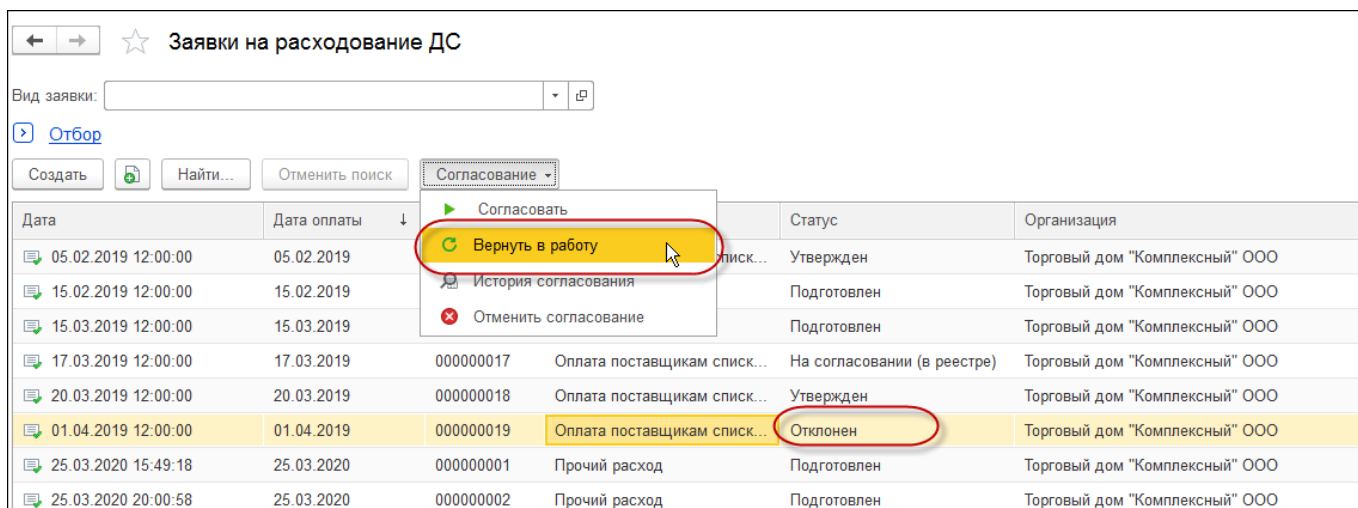 Заявки на расходование ДС
Вид заявки:
Отбор
Создать Найти... Отменить поиск Согласование
Согласовать
Вернуть в работу
История согласования
Отменить согласование
Дата Дата оплаты ↓ Статус Организация
05.02.2019 12:00:00 05.02.2019 писк... Утвержден Торговый дом "Комплексный" ООО
15.02.2019 12:00:00 15.02.2019 Подготовлен Торговый дом "Комплексный" ООО
15.03.2019 12:00:00 15.03.2019 Подготовлен Торговый дом "Комплексный" ООО
17.03.2019 12:00:00 17.03.2019 000000017 Оплата поставщикам списк... На согласовании (в реестре) Торговый дом "Комплексный" ООО
20.03.2019 12:00:00 20.03.2019 000000018 Оплата поставщикам списк... Утвержден Торговый дом "Комплексный" ООО
01.04.2019 12:00:00 01.04.2019 000000019 Оплата поставщикам списк... Отклонен Торговый дом "Комплексный" ООО
25.03.2020 15:49:18 25.03.2020 000000001 Прочий расход Подготовлен Торговый дом "Комплексный" ООО
25.03.2020 20:00:58 25.03.2020 000000002 Прочий расход Подготовлен Торговый дом "Комплексный" ООО